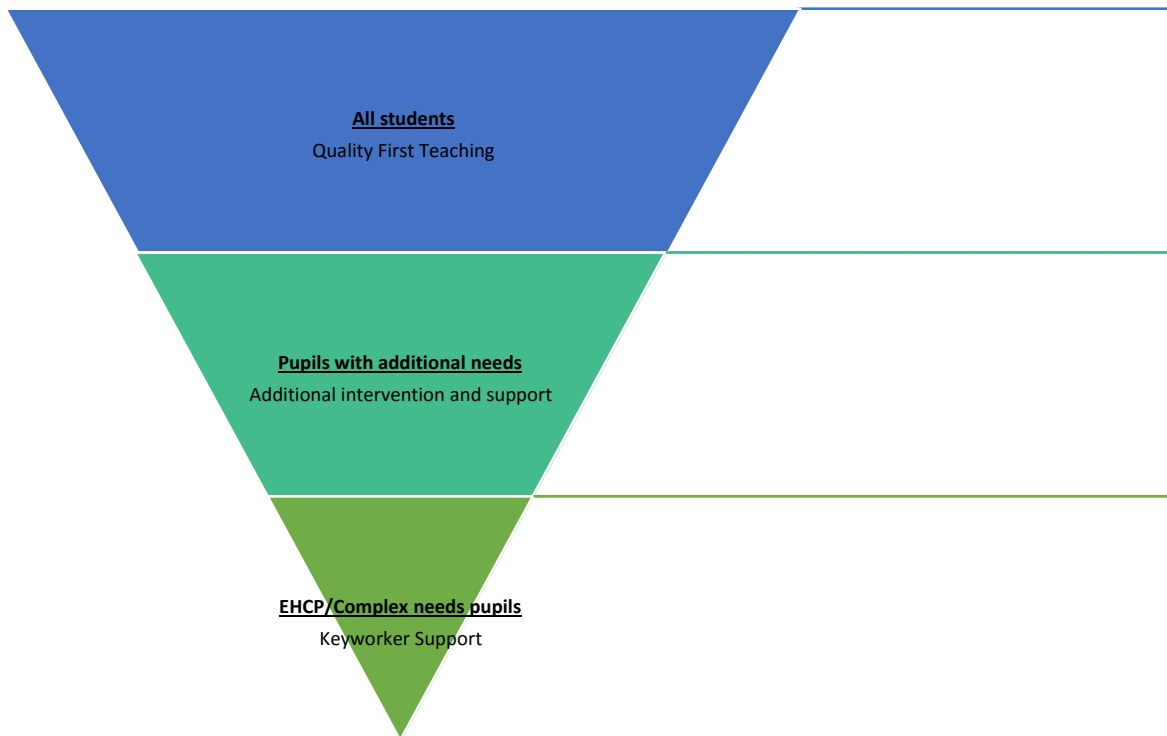 All students
Quality First Teaching
Pupils with additional needs
Additional intervention and support
EHCP/Complex needs pupils
Keyworker Support